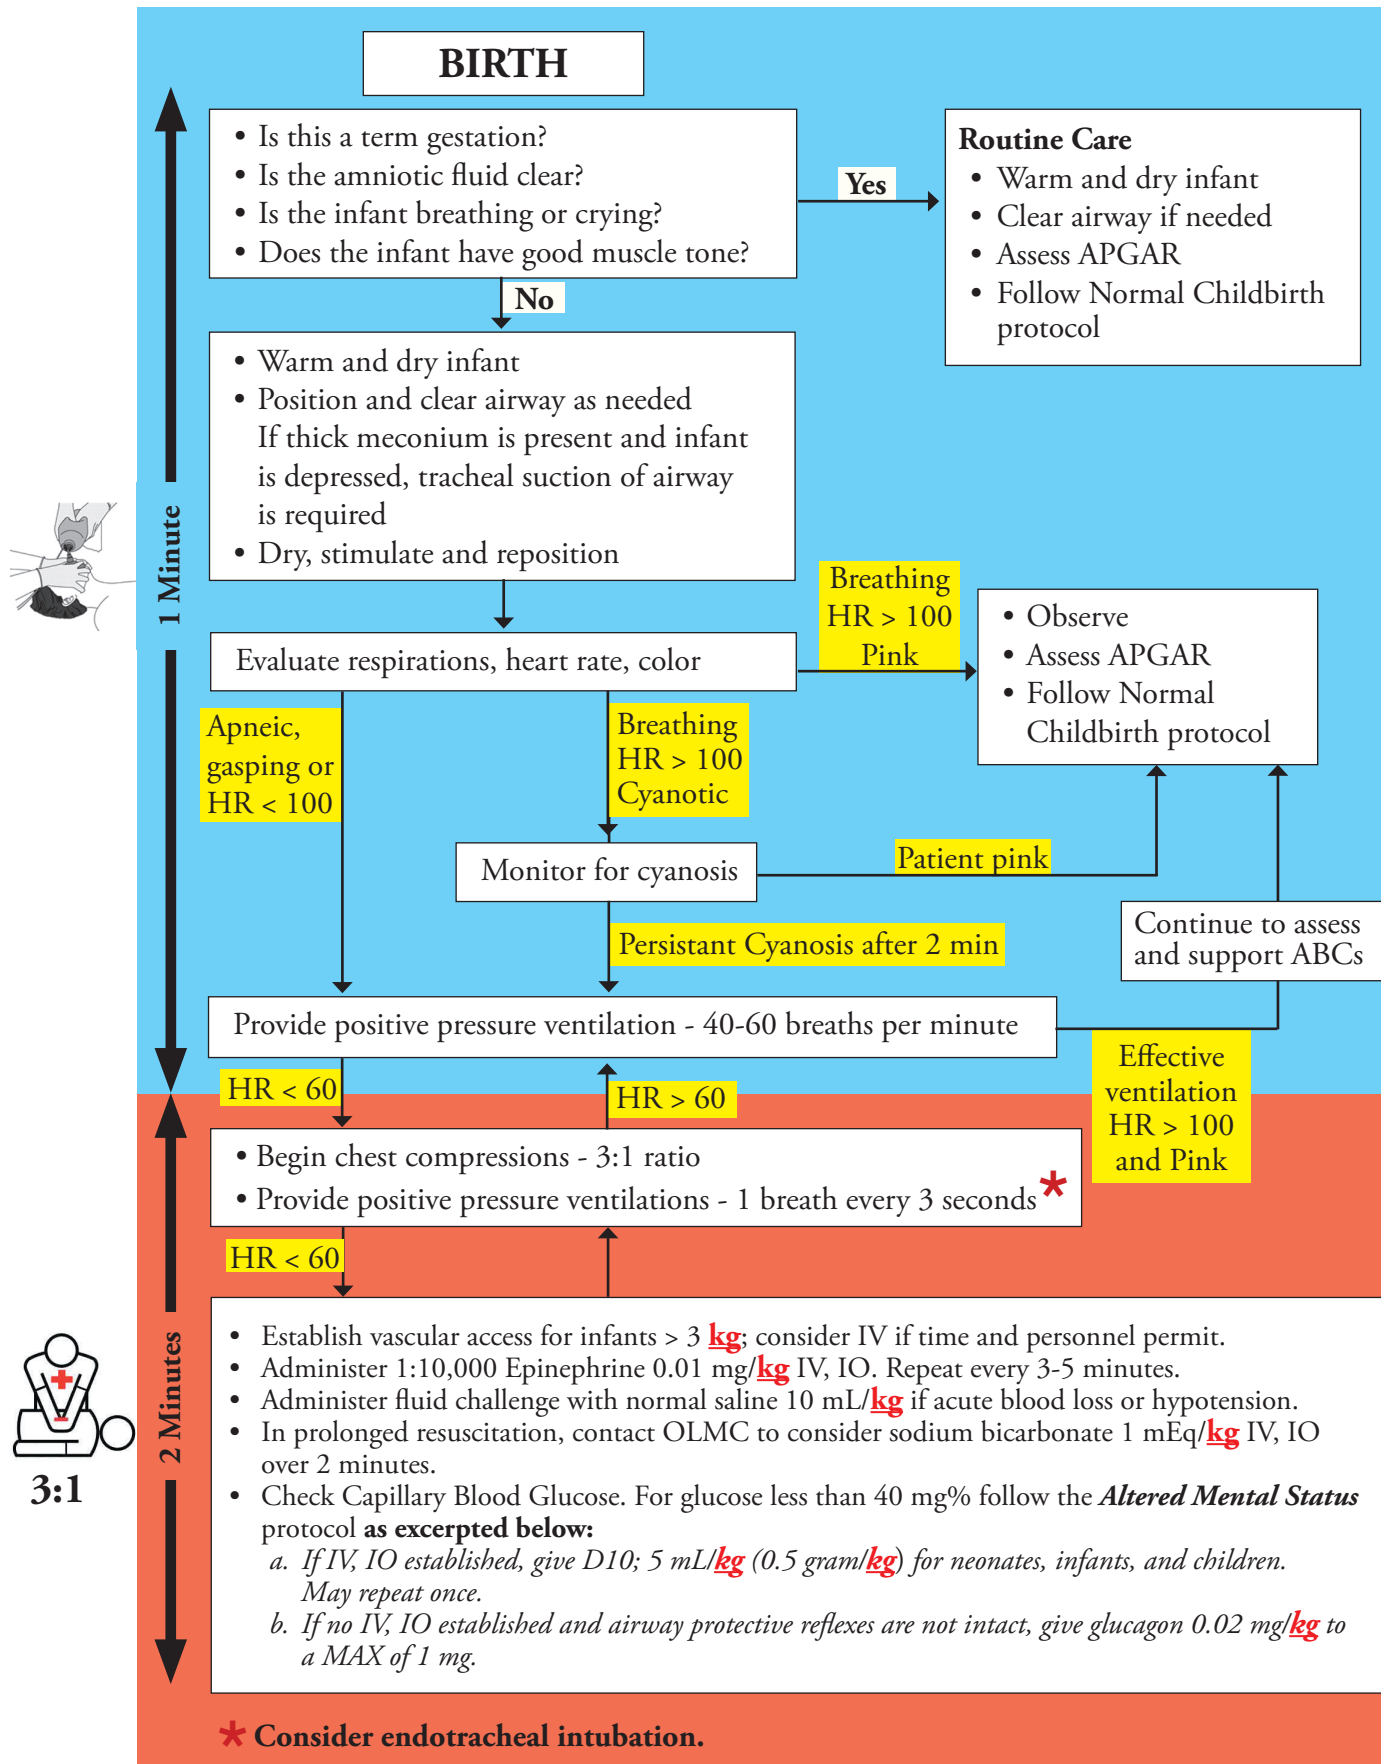 BIRTH
• Is this a term gestation?
• Is the amniotic fluid clear?
• Is the infant breathing or crying?
• Does the infant have good muscle tone?
Yes
Routine Care
• Warm and dry infant
• Clear airway if needed
• Assess APGAR
• Follow Normal Childbirth
protocol
No
• Warm and dry infant
• Position and clear airway as needed
If thick meconium is present and infant
is depressed, tracheal suction of airway
is required
• Dry, stimulate and reposition
1 Minute
Evaluate respirations, heart rate, color
Breathing
HR > 100
Pink
• Observe
• Assess APGAR
• Follow Normal
Childbirth protocol
Apneic,
gasping or
HR < 100
Breathing
HR > 100
Cyanotic
Monitor for cyanosis
Patient pink
Persistant Cyanosis after 2 min
Continue to assess
and support ABCs
Provide positive pressure ventilation - 40-60 breaths per minute
Effective
ventilation
HR > 100
and Pink
HR < 60
HR > 60
• Begin chest compressions - 3:1 ratio
• Provide positive pressure ventilations - 1 breath every 3 seconds*
HR < 60
2 Minutes
3:1
• Establish vascular access for infants > 3 kg; consider IV if time and personnel permit.
• Administer 1:10,000 Epinephrine 0.01 mg/kg IV, IO. Repeat every 3-5 minutes.
• Administer fluid challenge with normal saline 10 mL/kg if acute blood loss or hypotension.
• In prolonged resuscitation, contact OLMC to consider sodium bicarbonate 1 mEq/kg IV, IO
over 2 minutes.
• Check Capillary Blood Glucose. For glucose less than 40 mg% follow the Altered Mental Status
protocol as excerpted below:
a. If IV, IO established, give D10; 5 mL/kg (0.5 gram/kg) for neonates, infants, and children.
May repeat once.
b. If no IV, IO established and airway protective reflexes are not intact, give glucagon 0.02 mg/kg to
a MAX of 1 mg.
* Consider endotracheal intubation.